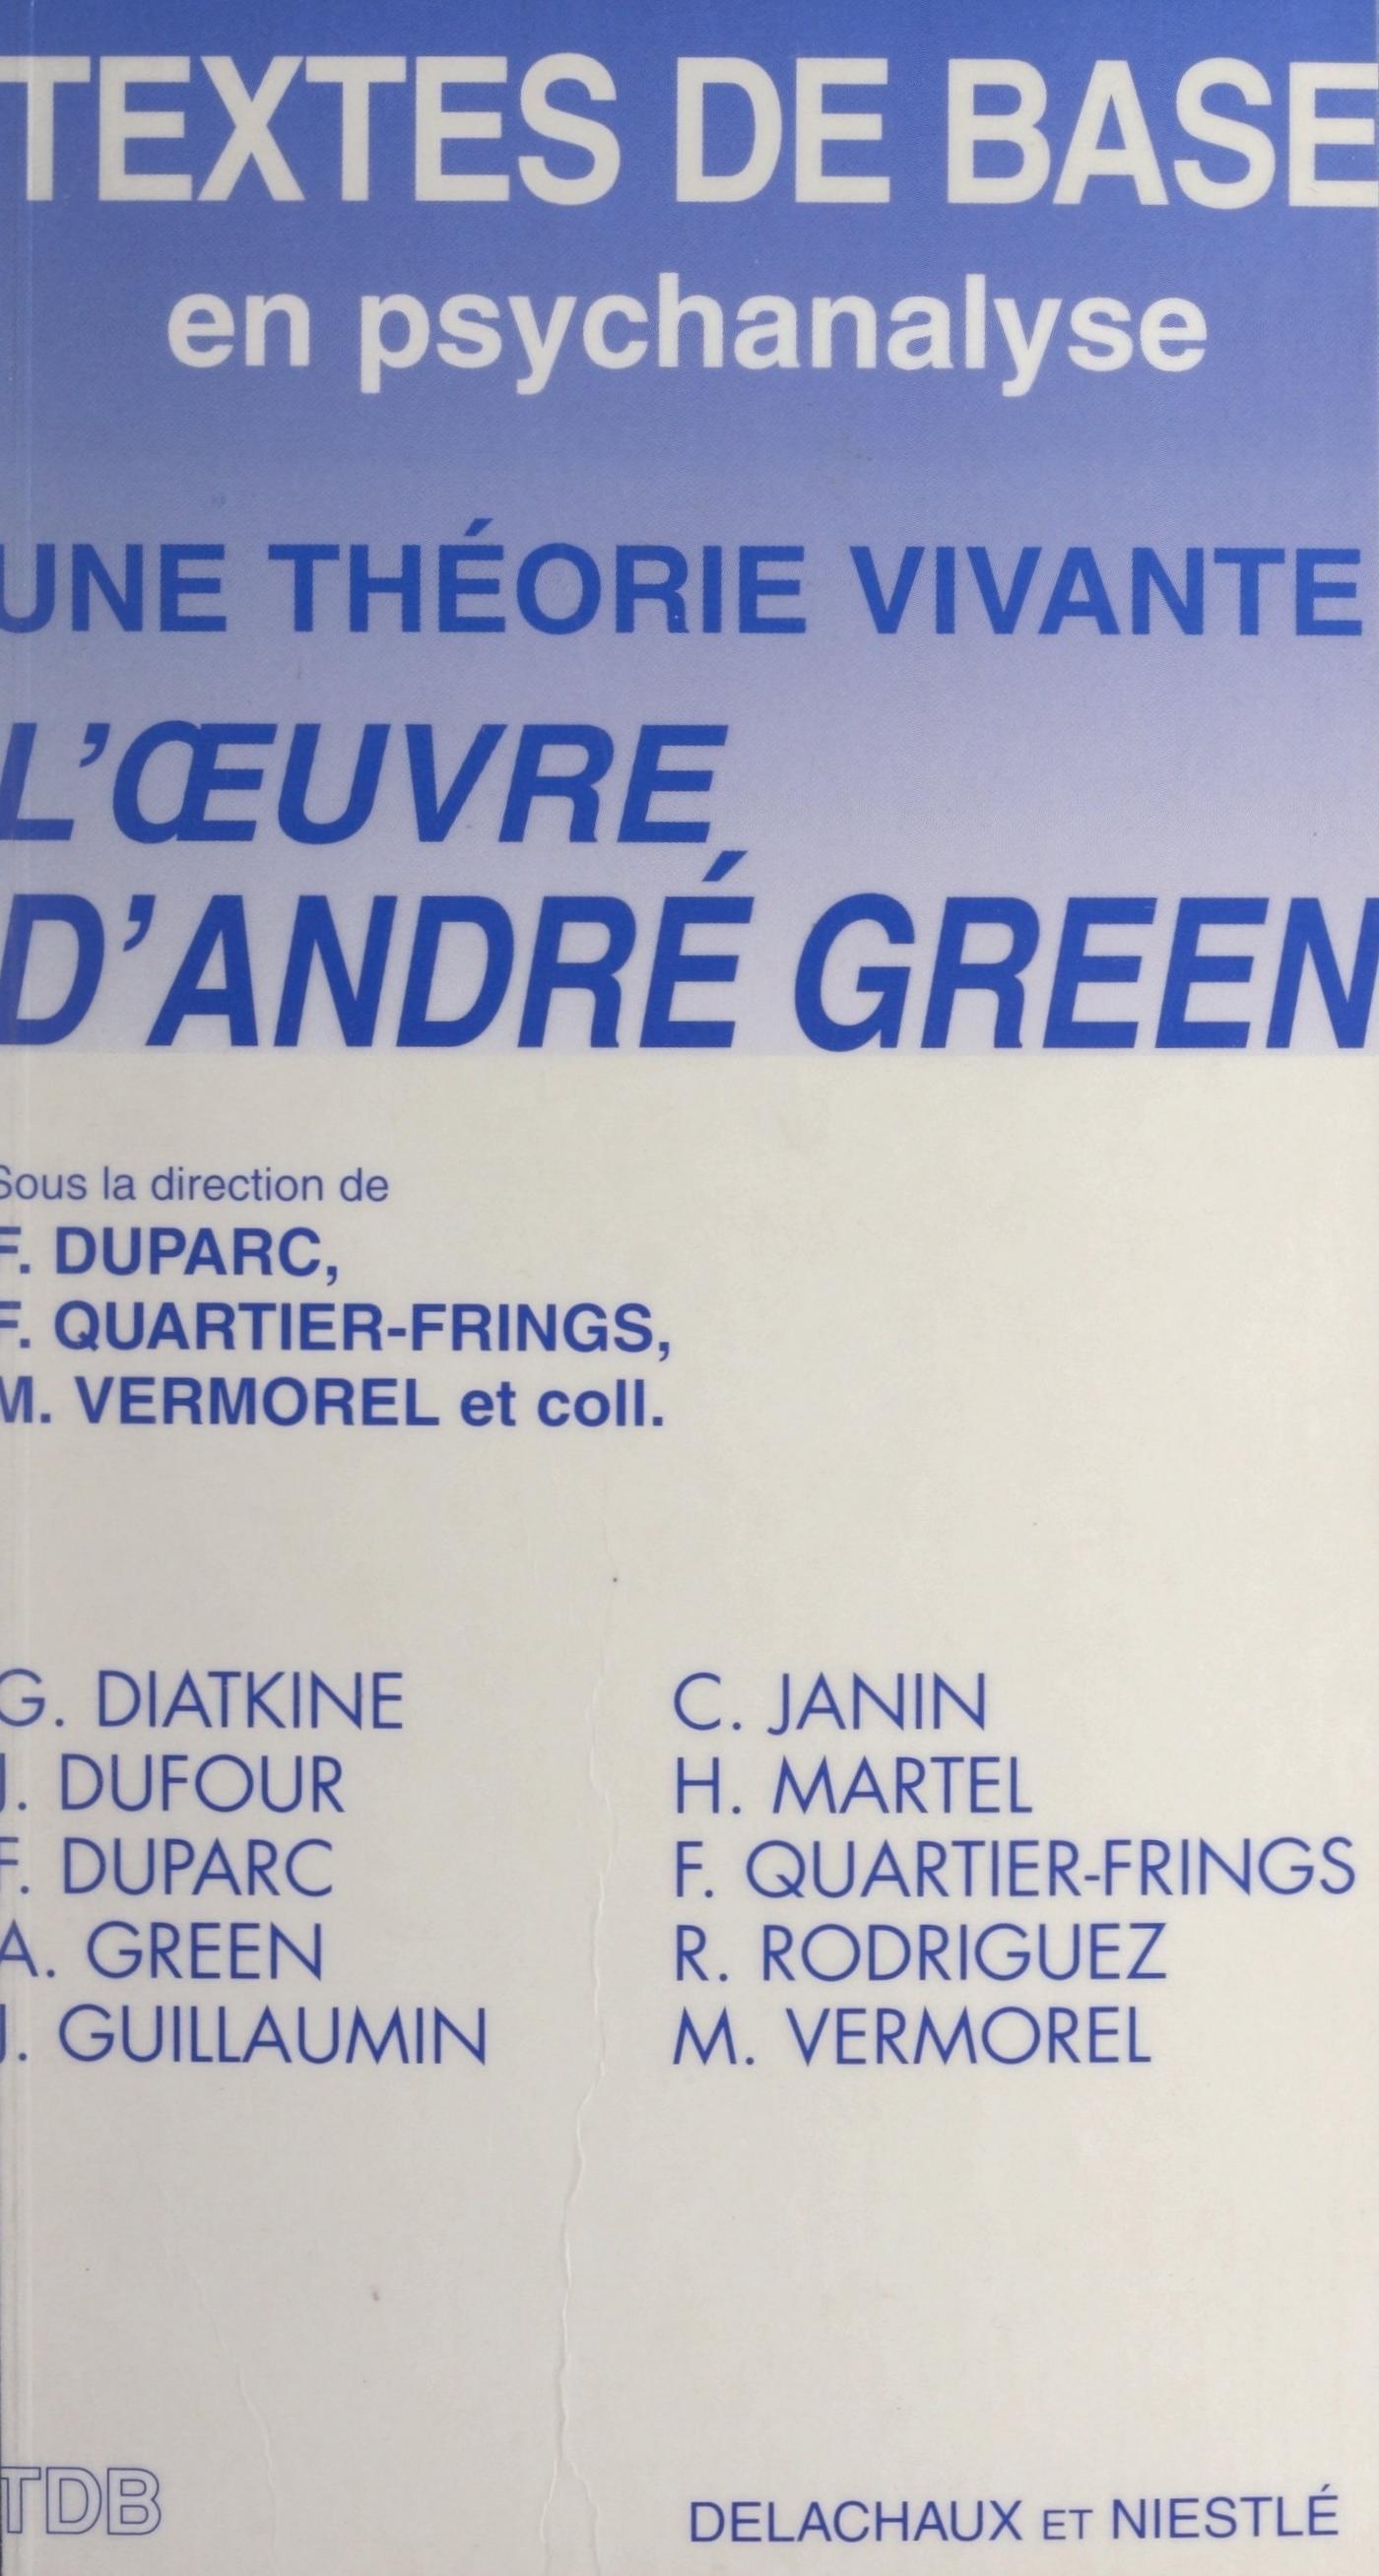 TEXTES DE BASE
en psychanalyse
UNE THÉORIE VIVANTE
L'ŒUVRE
D'ANDRÉ GREEN
Sous la direction de
F. DUPARC,
F. QUARTIER-FRINGS,
M. VERMOREL et coll.
G. DIATKINE
J. DUFOUR
F. DUPARC
A. GREEN
J. GUILLAUMIN
C. JANIN
H. MARTEL
F. QUARTIER-FRINGS
R. RODRIGUEZ
M. VERMOREL
TDB
DELACHAUX ET NIESTLÉ